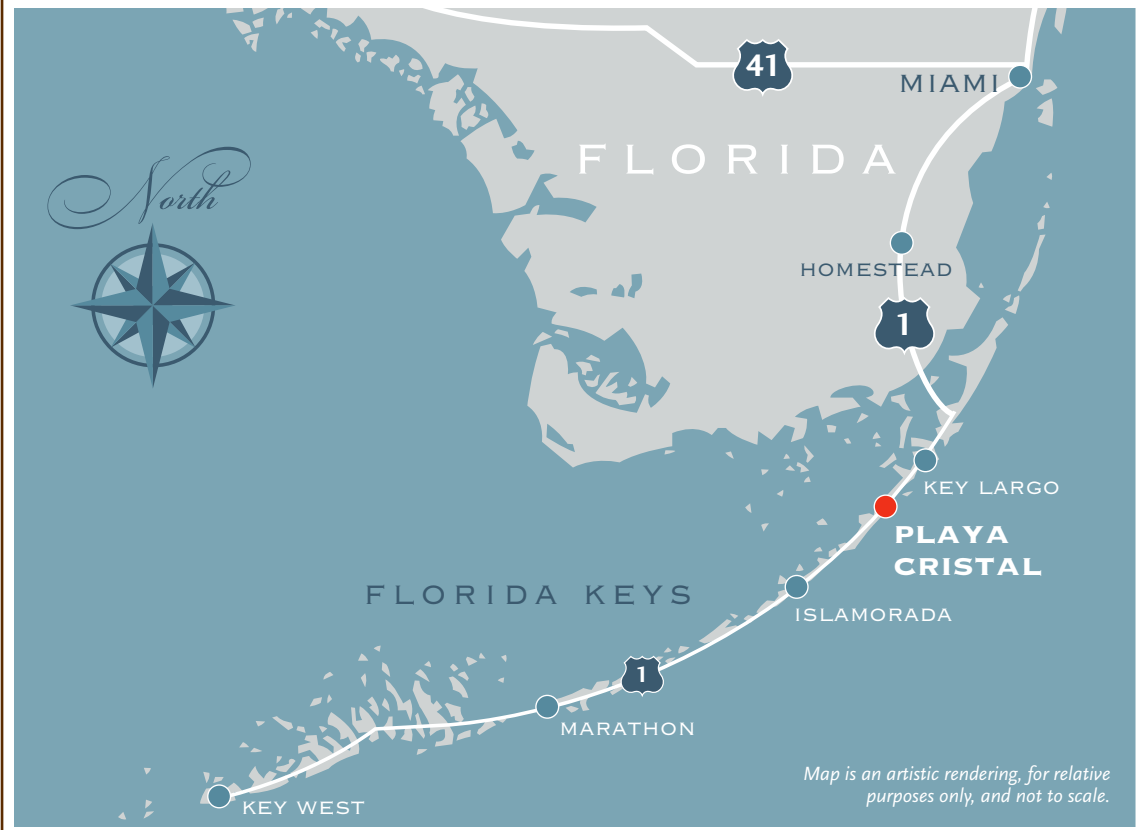 41
MIAMI
FLORIDA
North
HOMESTEAD
1
KEY LARGO
PLAYA
CRISTAL
FLORIDA KEYS
ISLAMORADA
1
MARATHON
Map is an artistic rendering, for relative
purposes only, and not to scale.
KEY WEST